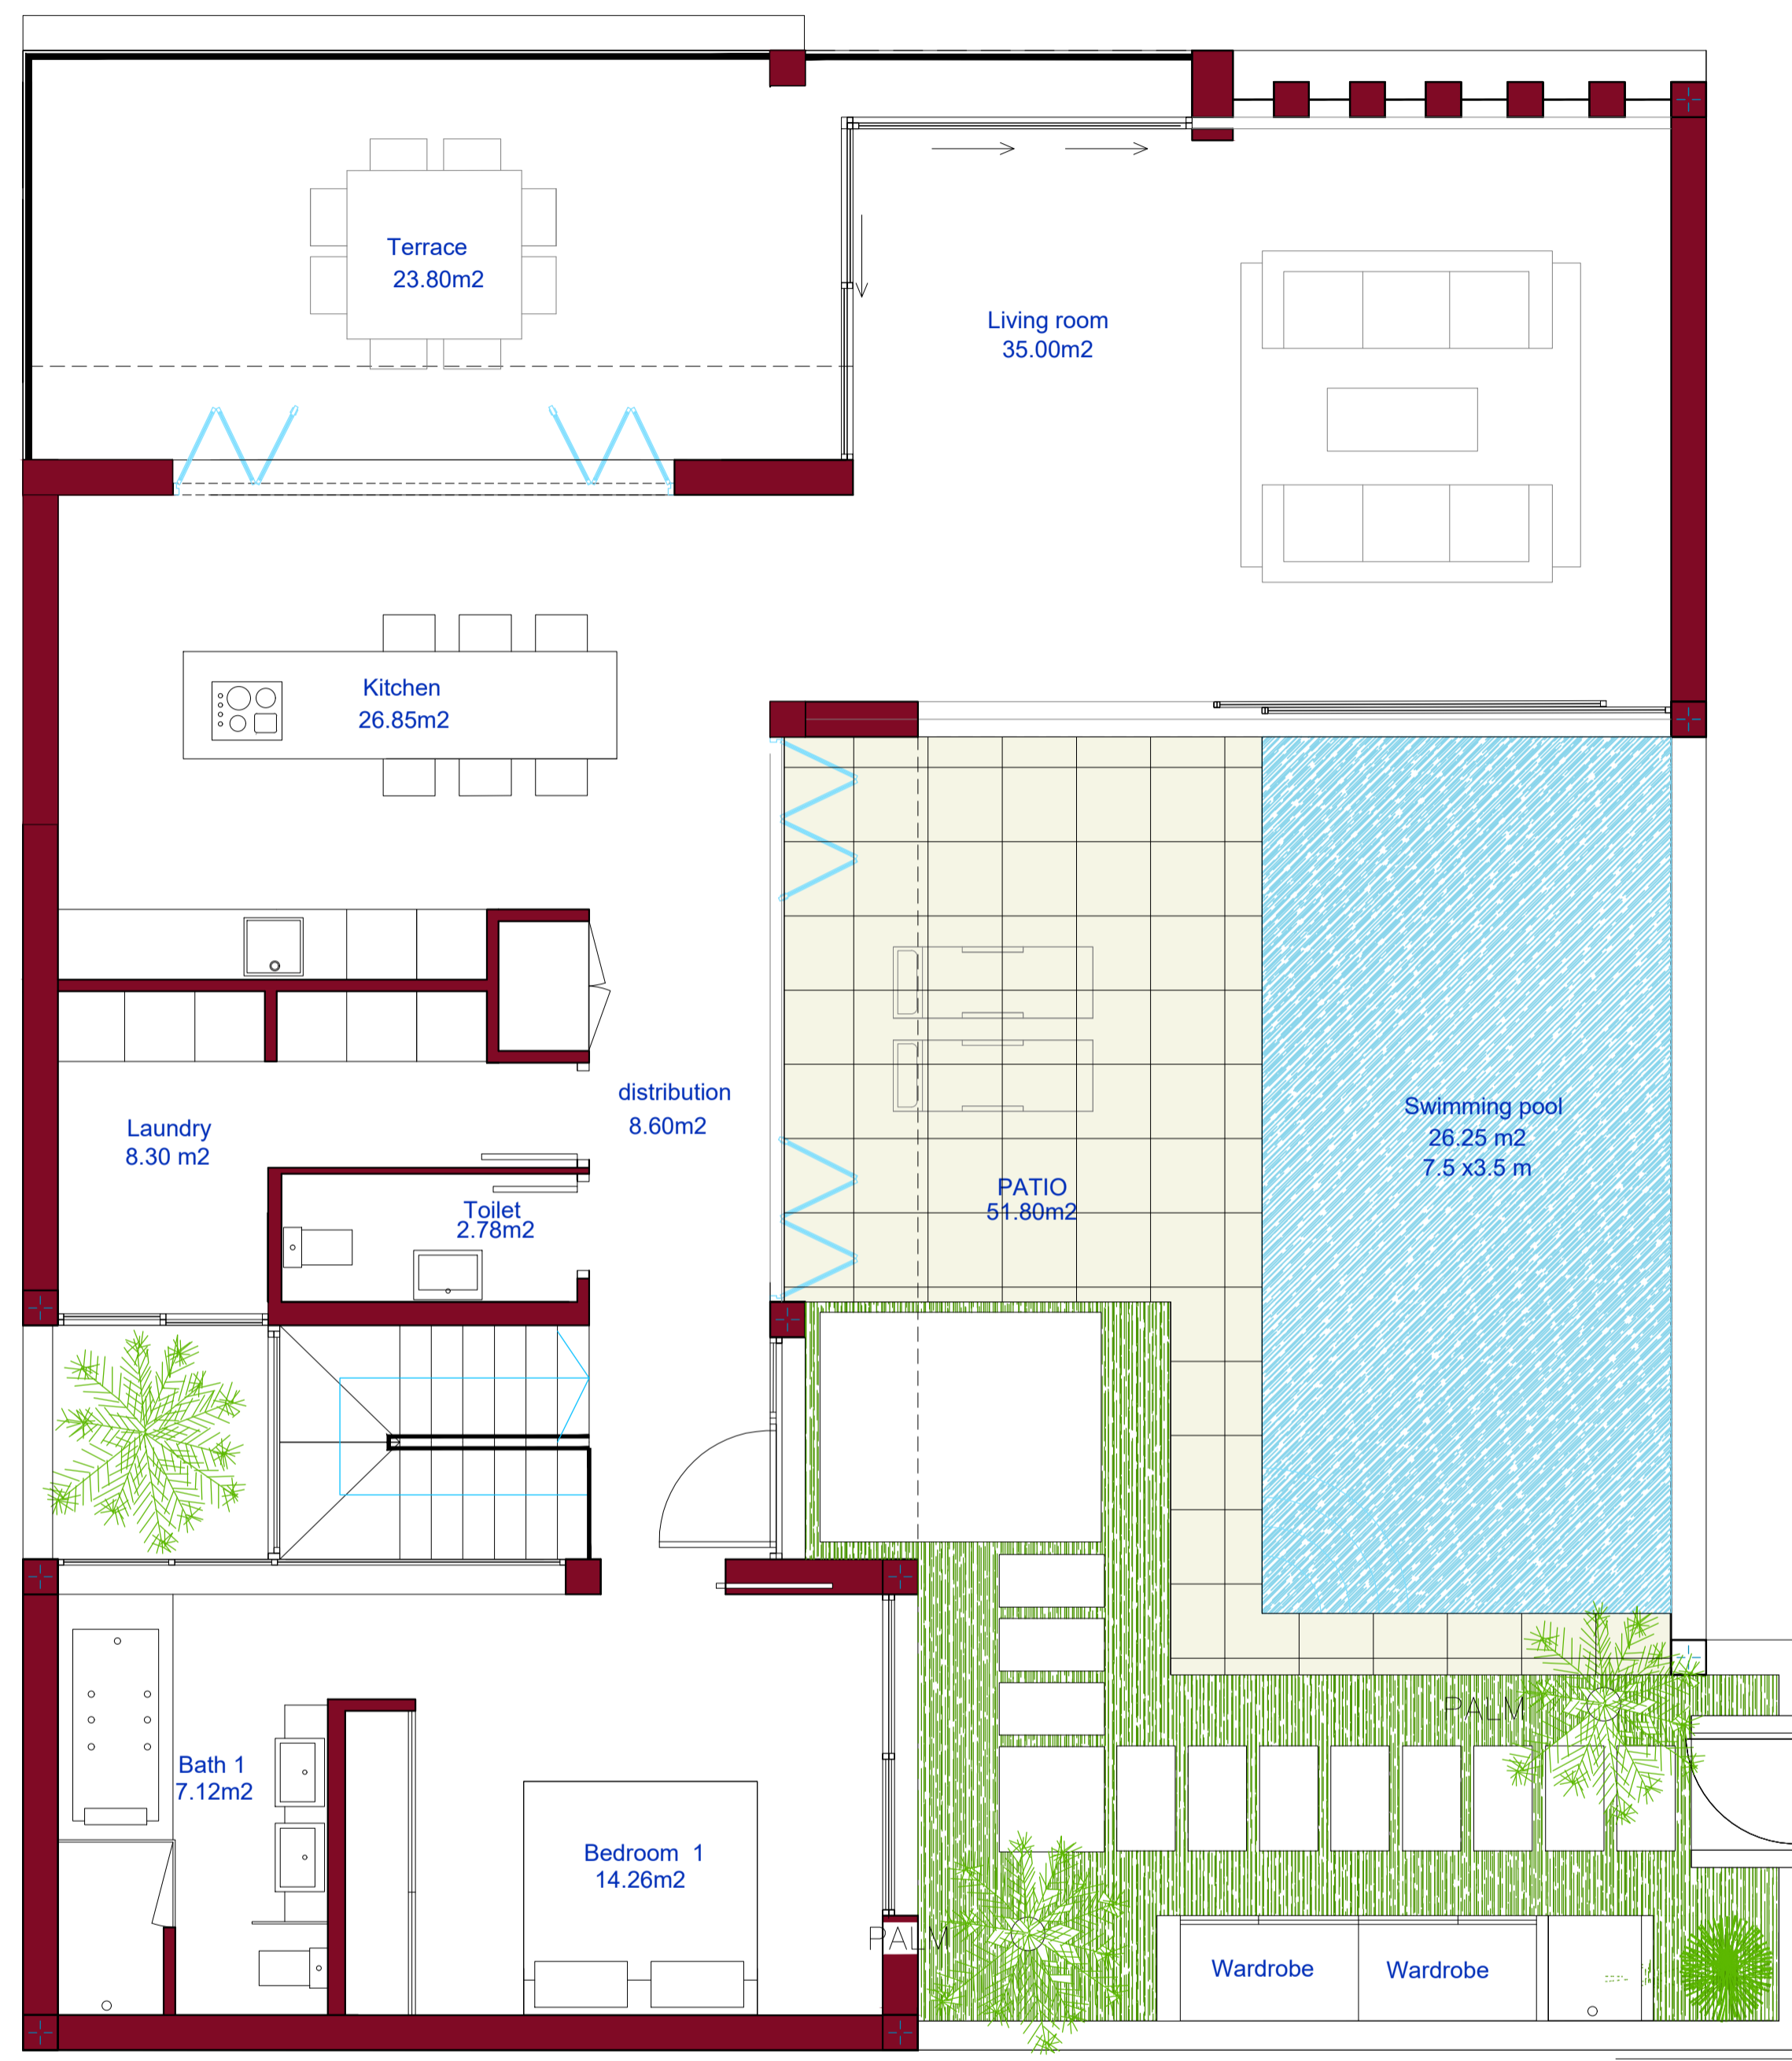 Terrace
23.80m2
Living room
35.00m2
Kitchen
26.85m2
distribution
8.60m2
Laundry
8.30 m2
Swimming pool
26.25 m2
7.5 x3.5 m
PATIO
51.80m2
Toilet
2.78m2
PALM
Bath 1
7.12m2
Bedroom  1
14.26m2
PALM
Wardrobe
Wardrobe